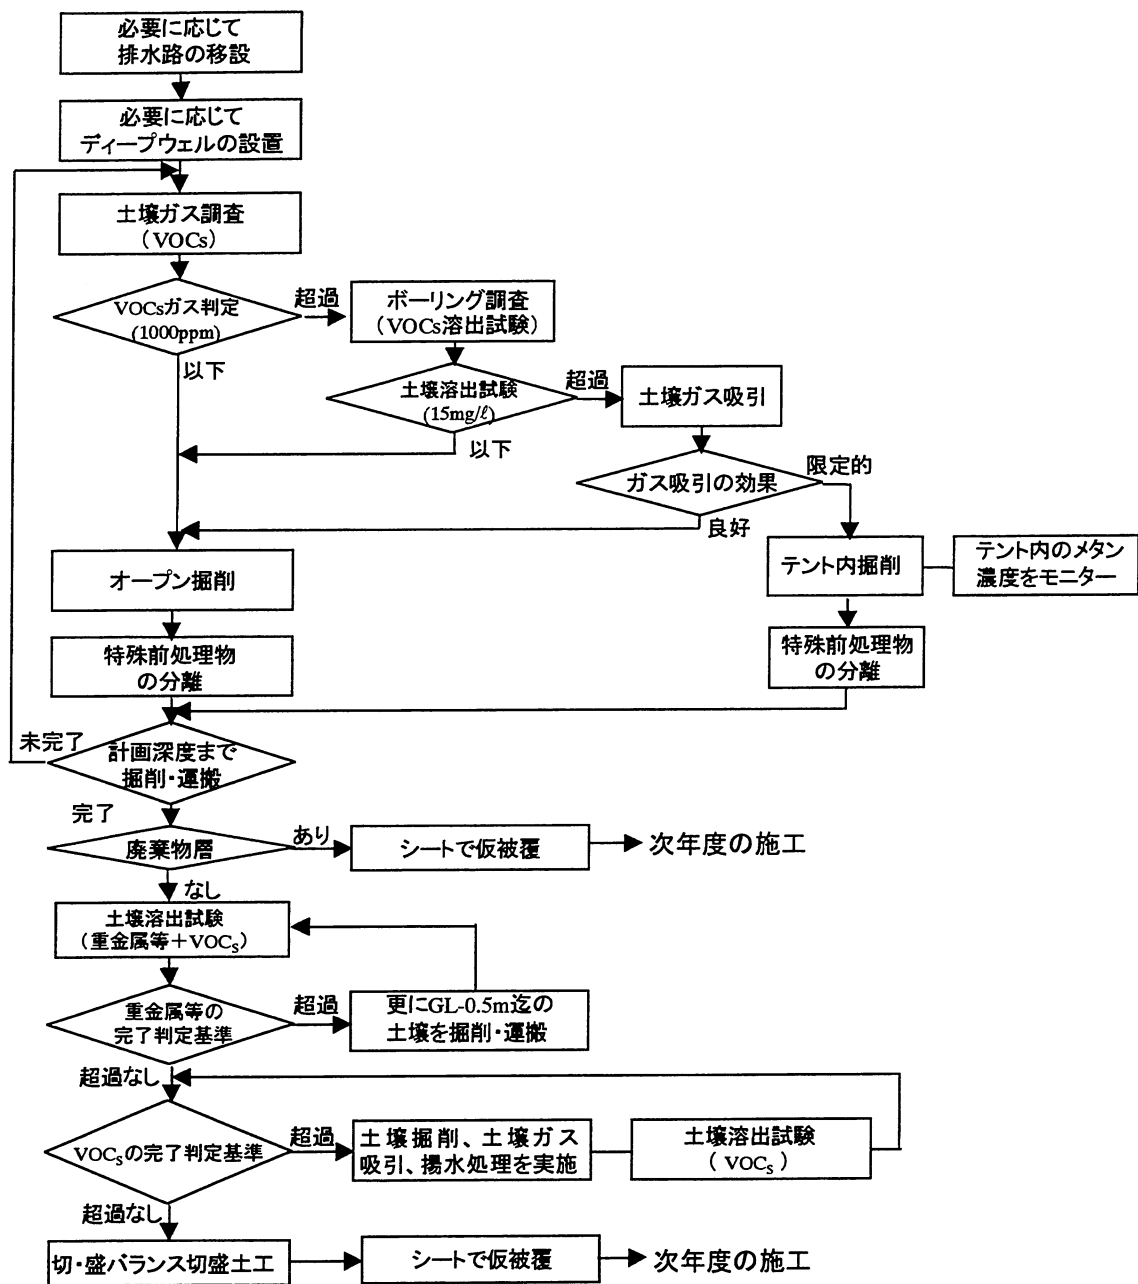 必要に応じて
排水路の移設
必要に応じて
ディープウェルの設置
土壌ガス調査
（VOCs）
VOCsガス判定
(1000ppm)
超過
以下
ボーリング調査
（VOCs溶出試験）
土壌溶出試験
(15mg/ℓ)
超過
以下
土壌ガス吸引
ガス吸引の効果
限定的
良好
オープン掘削
テント内掘削
テント内のメタン
濃度をモニター
特殊前処理物
の分離
特殊前処理物
の分離
未完了
計画深度まで
掘削・運搬
完了
廃棄物層
あり
シートで仮被覆
次年度の施工
なし
土壌溶出試験
（重金属等＋VOCs）
重金属等の
完了判定基準
超過
更にGL-0.5m迄の
土壌を掘削・運搬
超過なし
VOCsの完了判定基準
超過
土壌掘削、土壌ガス
吸引、揚水処理を実施
土壌溶出試験
（ VOCs ）
超過なし
切・盛バランス切盛土工
シートで仮被覆
次年度の施工